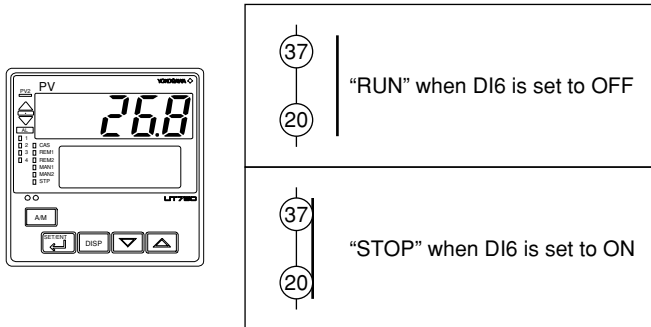 PV
YOKOGAWA
PV2
26.8
AL
1
2 CAS
3 REM1
4 REM2
MAN1
MAN2
STP
UT750
A/M
SET/ENT
DISP
37
"RUN" when DI6 is set to OFF
20
37
"STOP" when DI6 is set to ON
20